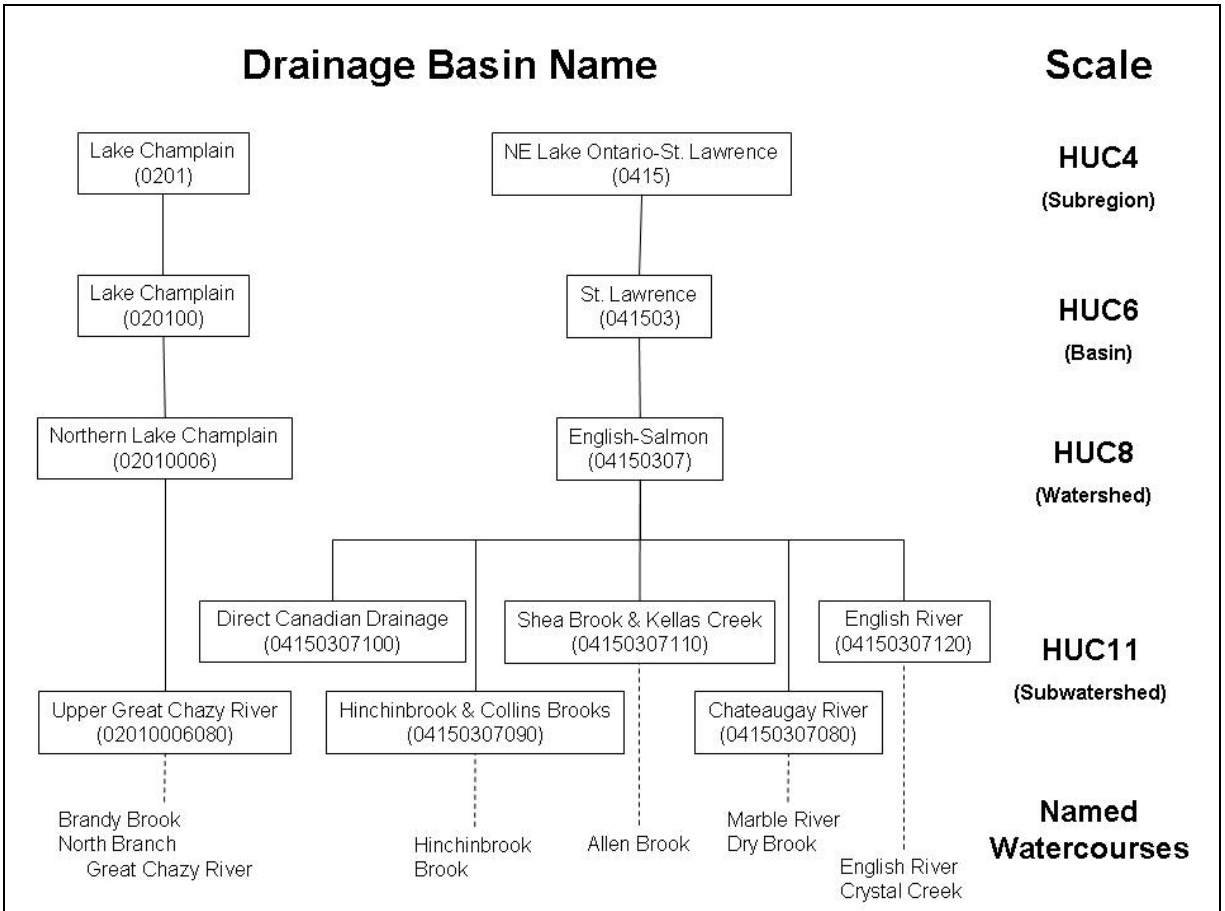 Drainage Basin Name
Scale
Lake Champlain
(0201)
NE Lake Ontario-St. Lawrence
(0415)
HUC4
(Subregion)
Lake Champlain
(020100)
St. Lawrence
(041503)
HUC6
(Basin)
Northern Lake Champlain
(02010006)
English-Salmon
(04150307)
HUC8
(Watershed)
Direct Canadian Drainage
(04150307100)
Shea Brook & Kellas Creek
(04150307110)
English River
(04150307120)
HUC11
(Subwatershed)
Upper Great Chazy River
(02010006080)
Hinchinbrook & Collins Brooks
(04150307090)
Chateaugay River
(04150307080)
Brandy Brook
North Branch
Great Chazy River
Hinchinbrook
Brook
Allen Brook
Marble River
Dry Brook
English River
Crystal Creek
Named
Watercourses